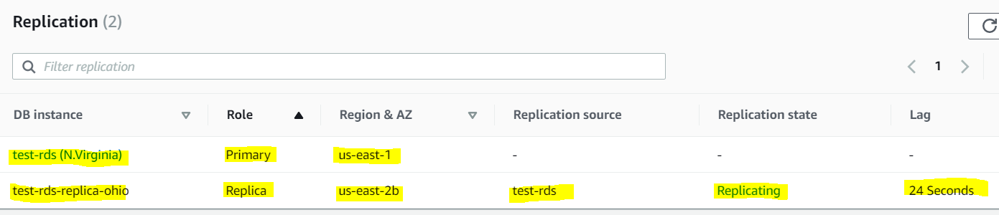 Replication (2)
Filter replication
1
DB instance Role Region & AZ Replication source Replication state Lag
test-rds (N.Virginia) Primary us-east-1 - - -
test-rds-replica-ohio Replica us-east-2b test-rds Replicating 24 Seconds